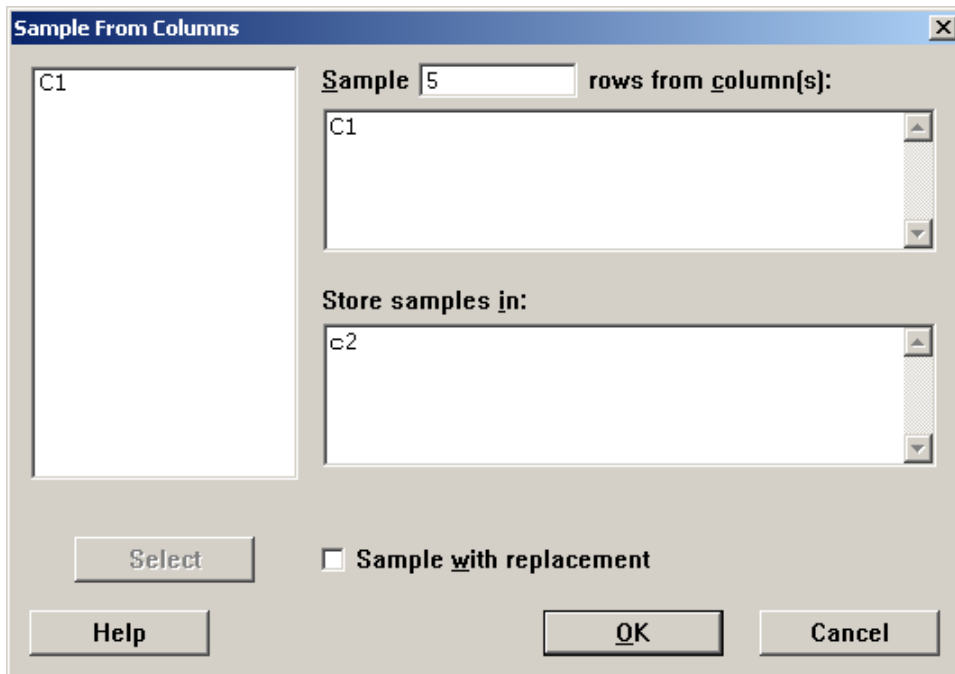 Sample From Columns
C1
Sample 5 rows from column(s):
C1
Store samples in:
c2
Select
Sample with replacement
Help
OK
Cancel